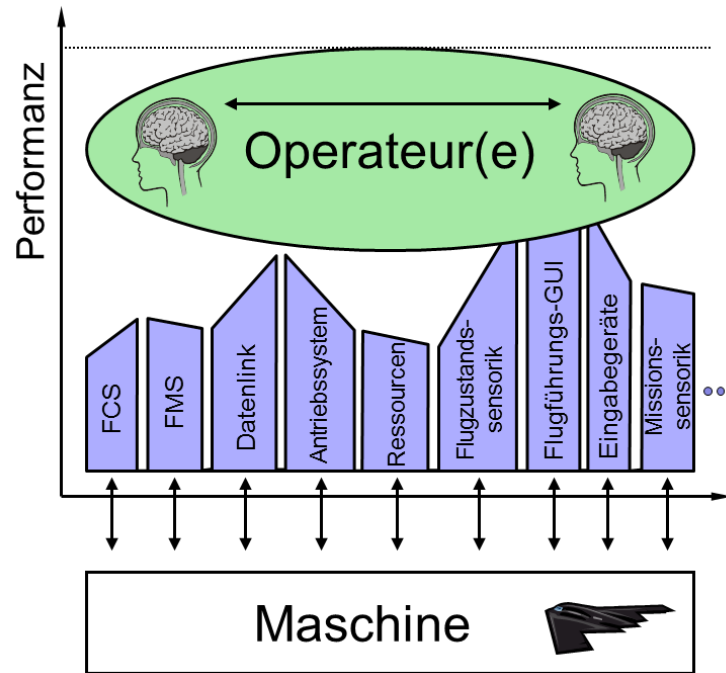 Performanz
Operateur(e)
FCS
FMS
Datenlink
Antriebssystem
Ressourcen
Flugzustands-
sensorik
Flugführungs-GUI
Eingabegeräte
Missions-
sensorik
Maschine